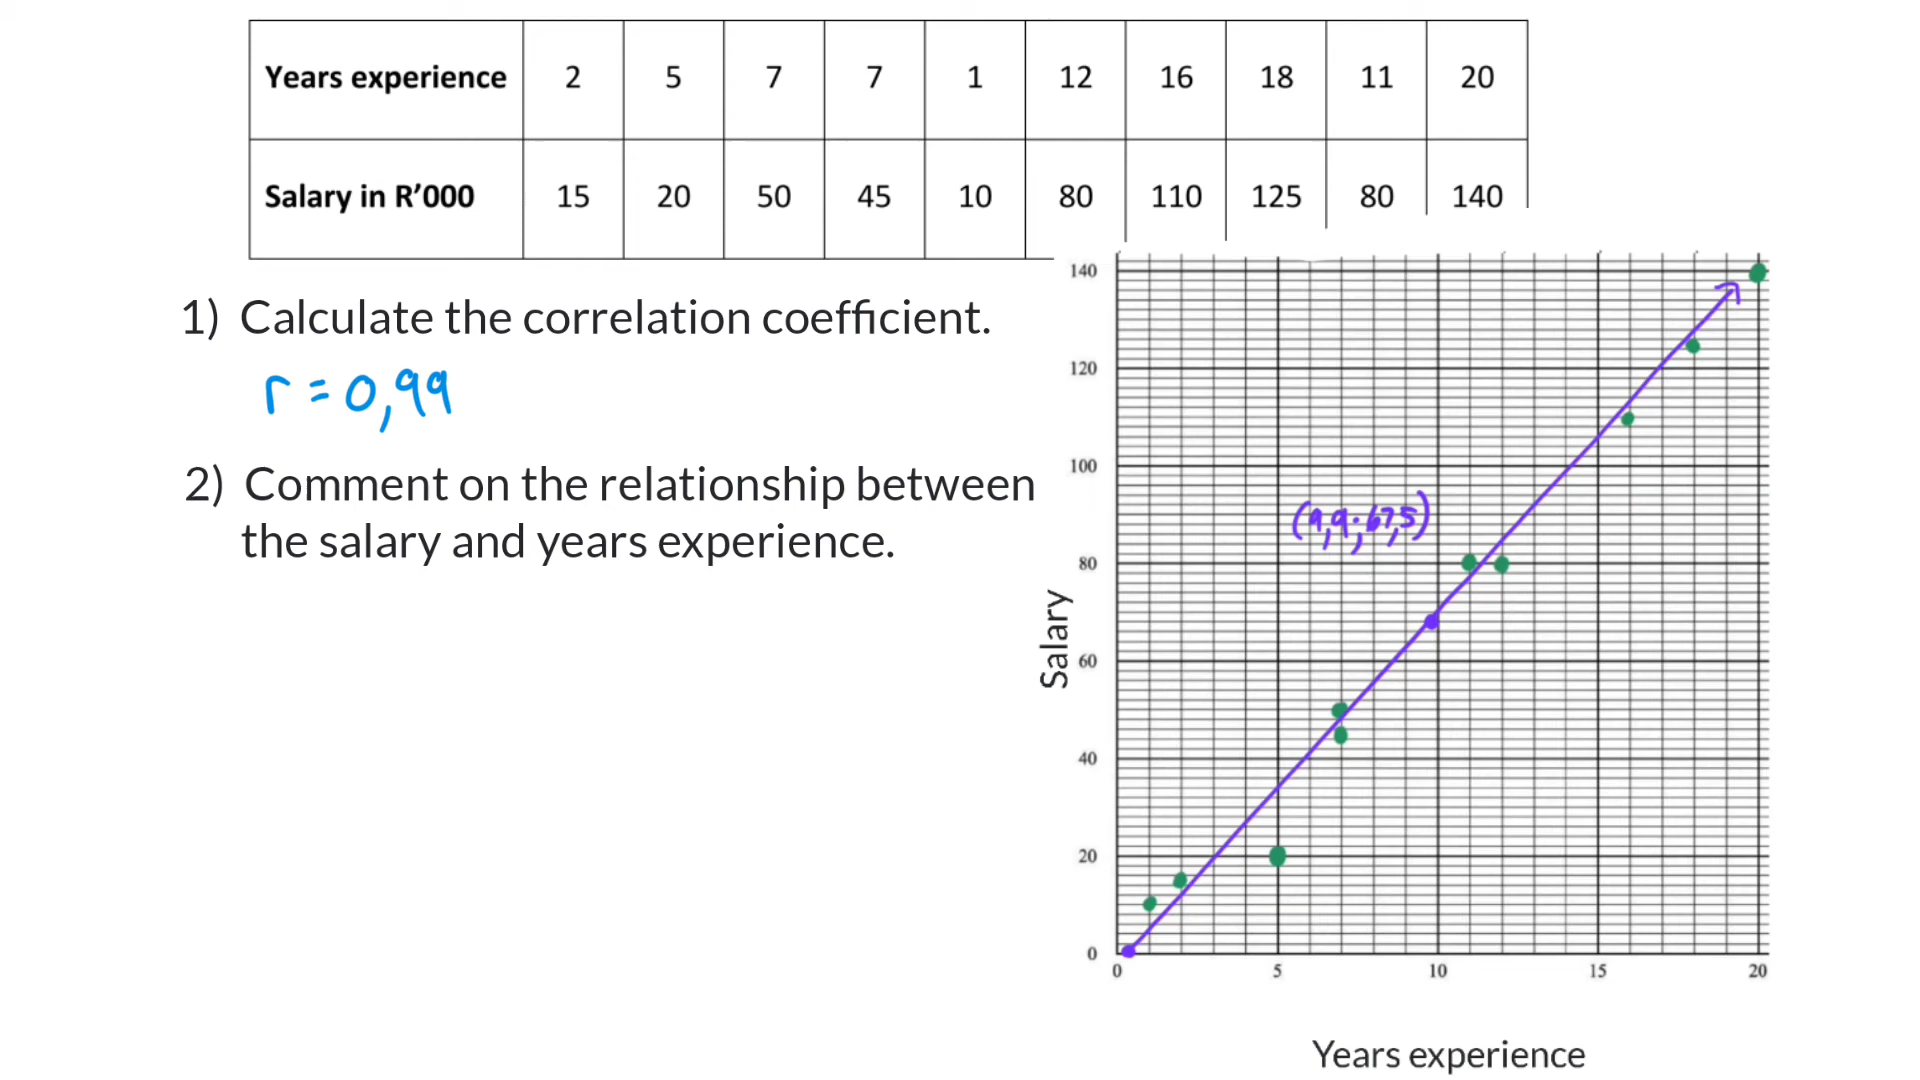 Years experience 2 5 7 7 1 12 16 18 11 20
Salary in R’000 15 20 50 45 10 80 110 125 80 140
1) Calculate the correlation coefficient.
r = 0,99
2) Comment on the relationship between
the salary and years experience.
140
120
100
(9,9;67,5)
80
Salary
60
40
20
0
0 5 10 15 20
Years experience